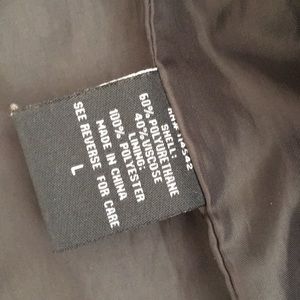 SHELL:
60% POLYURETHANE
40% VISCOSE
LINING:
100% POLYESTER
MADE IN CHINA
SEE REVERSE FOR CARE
L